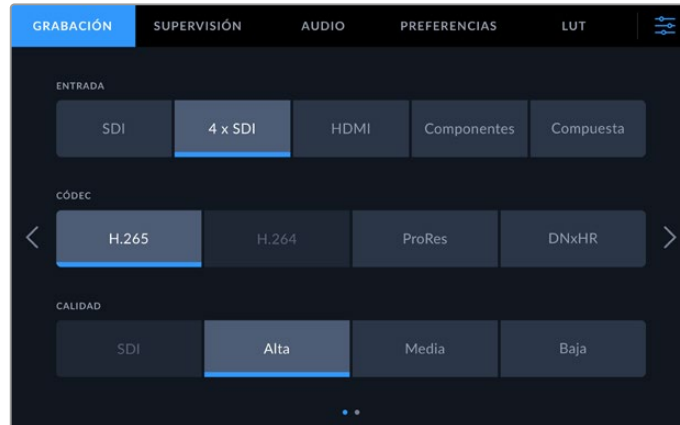 GRABACIÓN SUPERVISIÓN AUDIO PREFERENCIAS LUT
ENTRADA
SDI 4 x SDI HDMI Componentes Compuesta
CÓDEC
H.265 H.264 ProRes DNxHR
CALIDAD
SDI Alta Media Baja